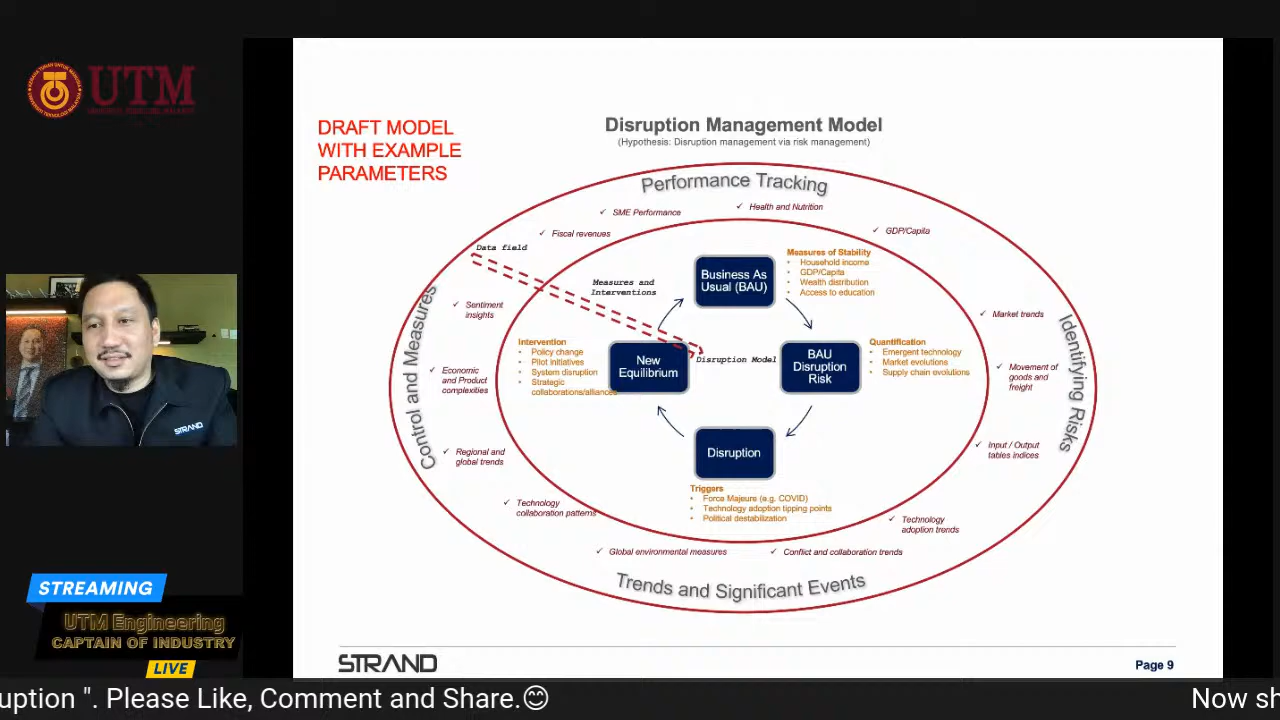 UTM
DRAFT MODEL
WITH EXAMPLE
PARAMETERS
Disruption Management Model
(Hypothesis: Disruption management via risk management)
Performance Tracking
✓ SME Performance
✓ Health and Nutrition
✓ Fiscal revenues
✓ GDP/Capita
Data field
Measures and
Interventions
Business As
Usual (BAU)
Measures of Stability
• Household income
• GDP/Capita
• Wealth distribution
• Access to education
Control and Measures
✓ Sentiment
insights
✓ Market trends
Identifying Risks
Intervention
• Policy change
• Pilot initiatives
• System disruption
• Strategic
collaborations/alliances
New
Equilibrium
Disruption Model
BAU
Disruption
Risk
Quantification
• Emergent technology
• Market evolutions
• Supply chain evolutions
✓ Economic
and Product
complexities
✓ Movement of
goods and
freight
✓ Regional and
global trends
Disruption
✓ Input / Output
tables indices
Triggers
• Force Majeure (e.g. COVID)
• Technology adoption tipping points
• Political destabilization
✓ Technology
collaboration patterns
✓ Technology
adoption trends
✓ Global environmental measures
✓ Conflict and collaboration trends
Trends and Significant Events
STRAND
STRAND
Page 9
STREAMING
UTM Engineering
CAPTAIN OF INDUSTRY
LIVE
uption ". Please Like, Comment and Share.😊
Now sh